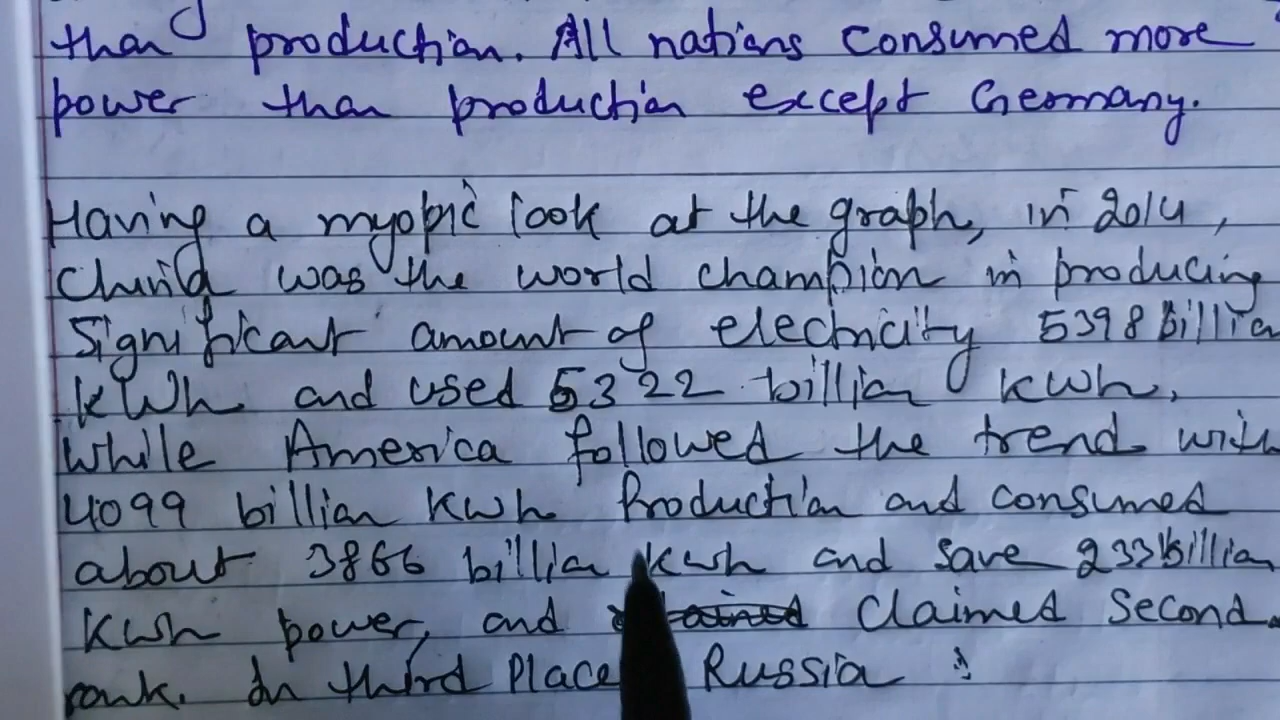 than production. All nations consumed more
power than production except Germany.
Having a myopic look at the graph, in 2014,
China was the world champion in producing
Significant amount of electricity 5398 billion
kWh and used 5322 billion kwh.
While America followed the trend with
4099 billion kwh Production and consumed
about 3866 billion kwh and save 233 billion
Kwh power, and claimed Second
rank. In third Place Russia